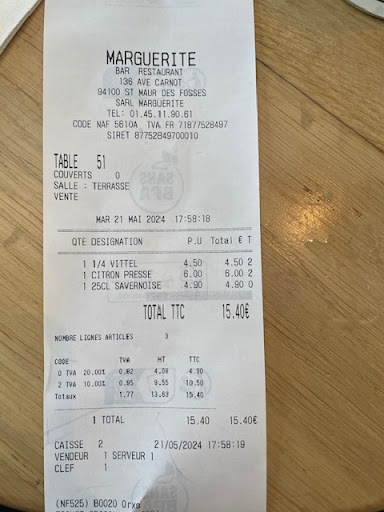 MARGUERITE
BAR RESTAURANT
136 AVE CARNOT
94100 ST MAUR DES FOSSES
SARL MARGUERITE
TEL: 01.45.11.90.61
CODE NAF 5610A TVA FR 71877528497
SIRET 87752849700010
TABLE 51
COUVERTS 0
SALLE : TERRASSE
VENTE
MAR 21 MAI 2024 17:58:18
QTE DESIGNATION P.U Total € T
1 1/4 VITTEL 4.50 4.50 2
1 CITRON PRESSE 6.00 6.00 2
1 25CL SAVERNOISE 4.90 4.90 0
TOTAL TTC 15.40€
NOMBRE LIGNES ARTICLES 3
CODE TVA HT TTC
0 TVA 20.00% 0.82 4.08 4.90
2 TVA 10.00% 0.95 9.55 10.50
Totaux 1.77 13.63 15.40
1 TOTAL 15.40 15.40€
CAISSE 2 21/05/2024 17:58:19
VENDEUR 1 SERVEUR 1
CLEF 1
(NF525) B0020 Orxo